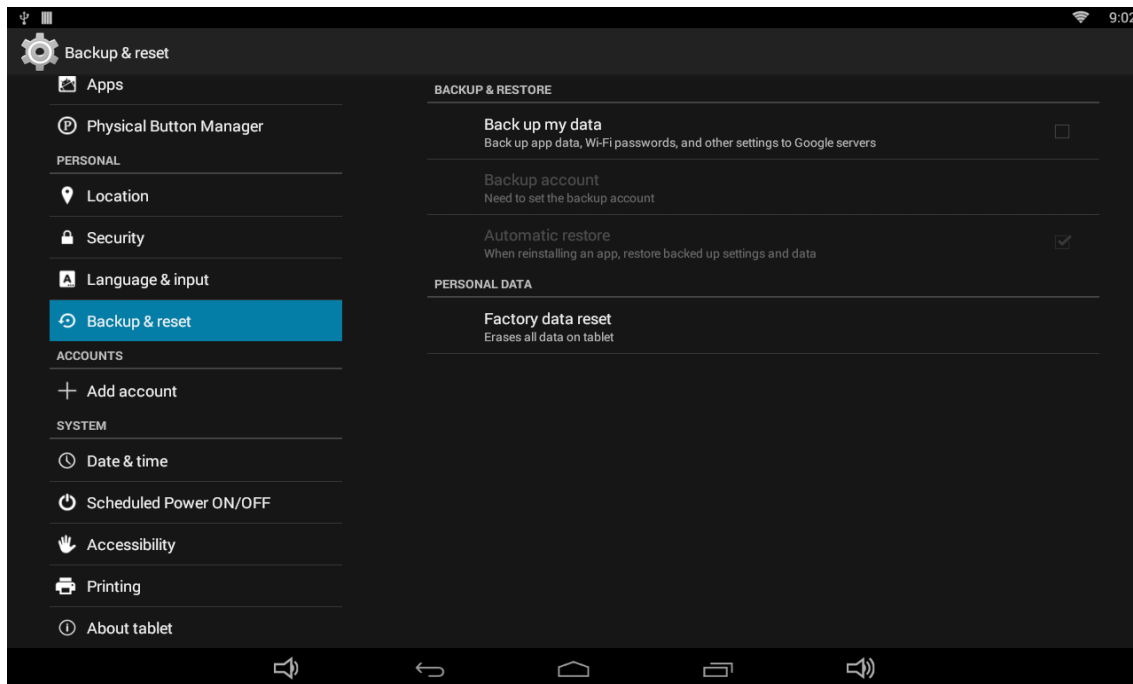 9:02
Backup & reset
Apps
Physical Button Manager
PERSONAL
Location
Security
Language & input
Backup & reset
ACCOUNTS
Add account
SYSTEM
Date & time
Scheduled Power ON/OFF
Accessibility
Printing
About tablet
BACKUP & RESTORE
Back up my data
Back up app data, Wi-Fi passwords, and other settings to Google servers
Backup account
Need to set the backup account
Automatic restore
When reinstalling an app, restore backed up settings and data
PERSONAL DATA
Factory data reset
Erases all data on tablet